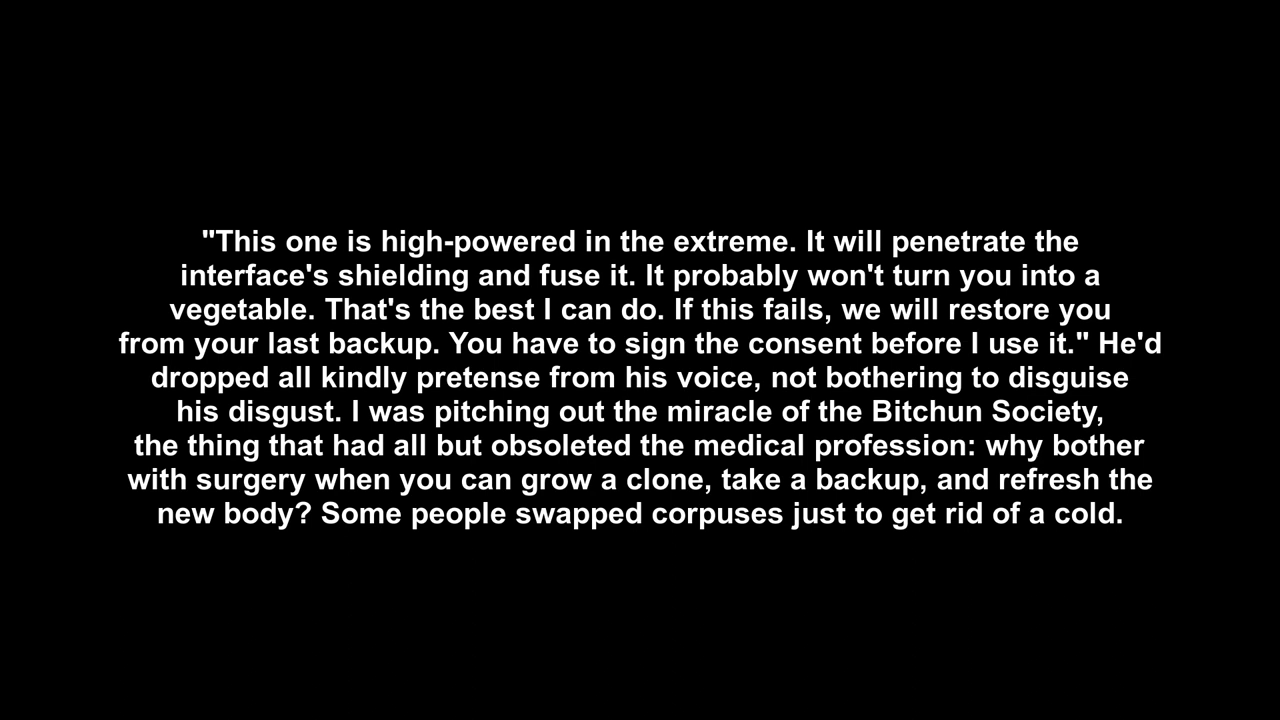 "This one is high-powered in the extreme. It will penetrate the
interface's shielding and fuse it. It probably won't turn you into a
vegetable. That's the best I can do. If this fails, we will restore you
from your last backup. You have to sign the consent before I use it." He'd
dropped all kindly pretense from his voice, not bothering to disguise
his disgust. I was pitching out the miracle of the Bitchun Society,
the thing that had all but obsoleted the medical profession: why bother
with surgery when you can grow a clone, take a backup, and refresh the
new body? Some people swapped corpuses just to get rid of a cold.